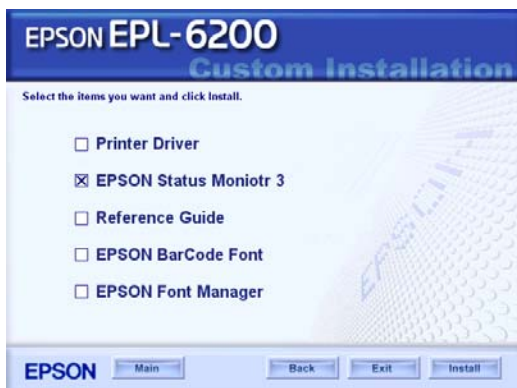 EPSON EPL-6200
Custom Installation
Select the items you want and click Install.
Printer Driver
EPSON Status Moniotr 3
Reference Guide
EPSON BarCode Font
EPSON Font Manager
EPSON
EPSON Main Back Exit Install